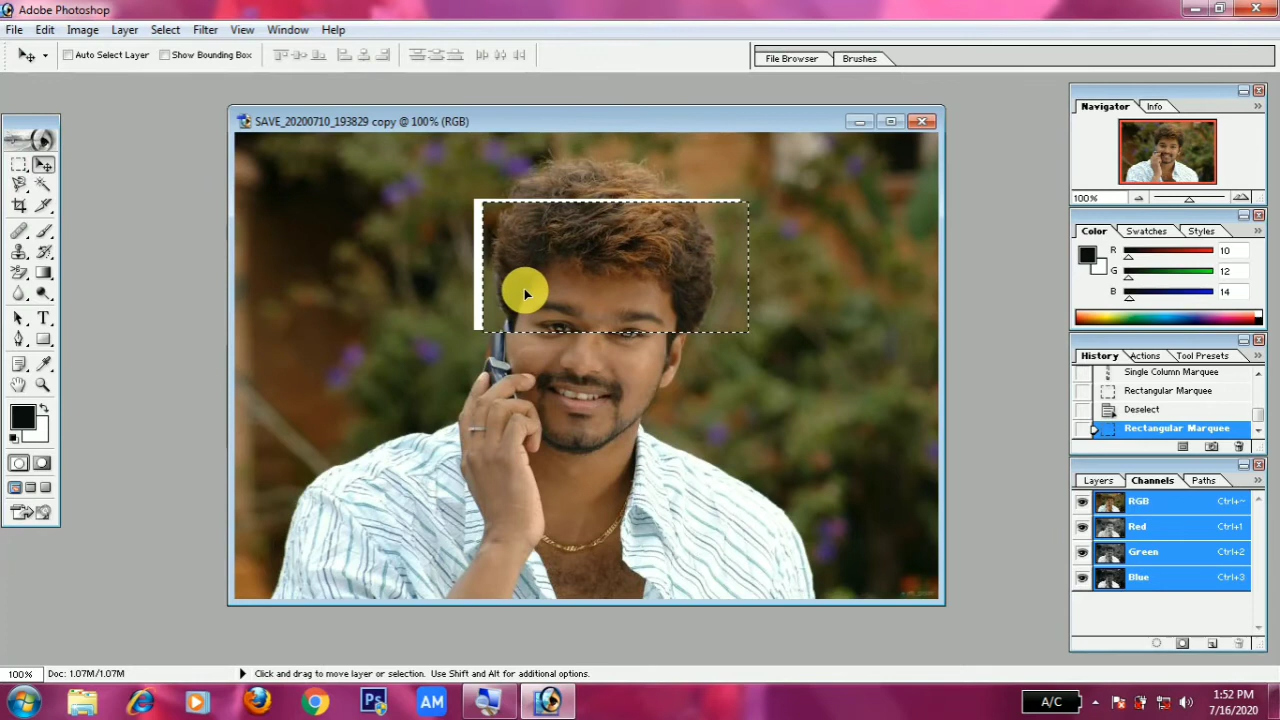 Adobe Photoshop
File Edit Image Layer Select Filter View Window Help
Auto Select Layer Show Bounding Box
File Browser Brushes
SAVE_20200710_193829 copy @ 100% (RGB)
Navigator Info
100%
Color Swatches Styles
R 10
G 12
B 14
History Actions Tool Presets
Single Column Marquee
Rectangular Marquee
Deselect
Rectangular Marquee
Layers Channels Paths
RGB Ctrl+~
Red Ctrl+1
Green Ctrl+2
Blue Ctrl+3
100% Doc: 1.07M/1.07M Click and drag to move layer or selection. Use Shift and Alt for additional options.
Ps AM A/C 1:52 PM
7/16/2020